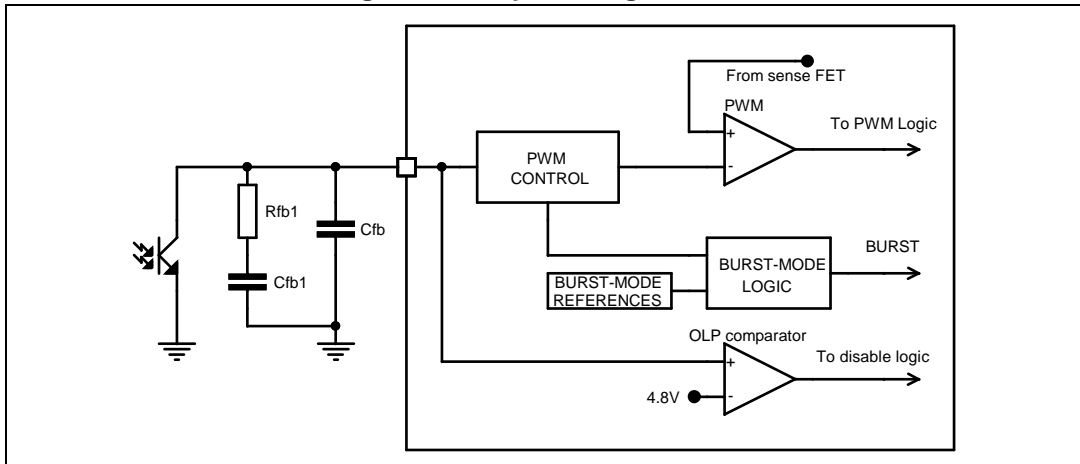 From sense FET
PWM
To PWM Logic
+
-
PWM
CONTROL
Rfb1
Cfb
Cfb1
BURST
BURST-MODE
LOGIC
BURST-MODE
REFERENCES
OLP comparator
To disable logic
+
4.8V
-